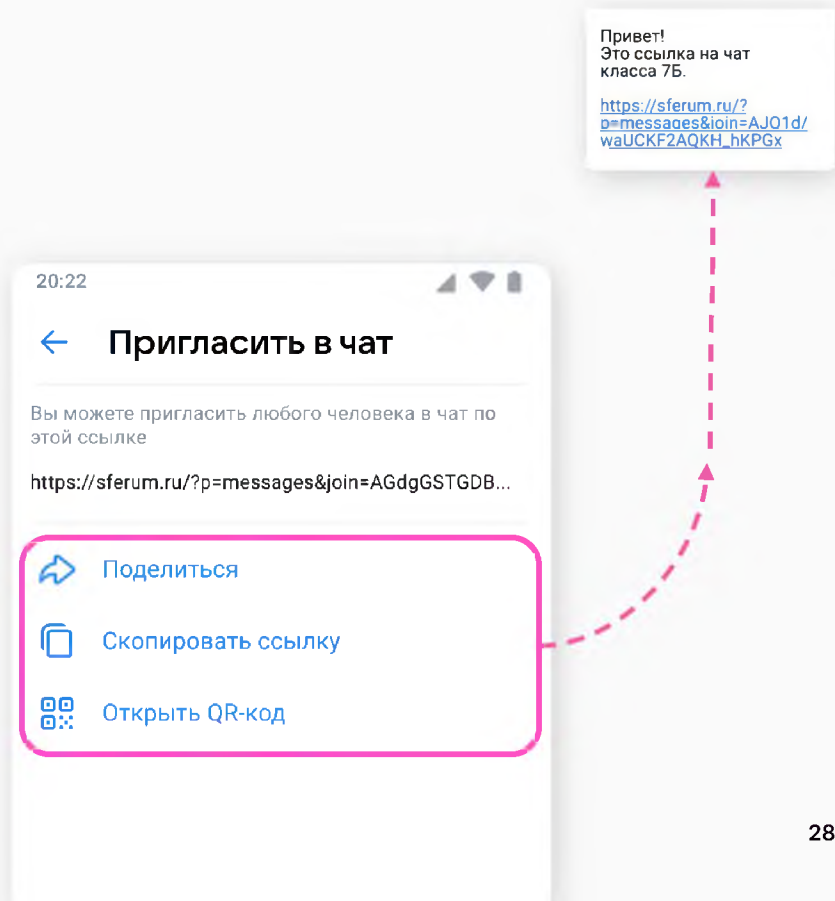 Привет!
Это ссылка на чат
класса 7Б.
https://sferum.ru/?
p=messages&join=AJQ1d/
waUCKF2AQKH_hKPGx
20:22
Пригласить в чат
Вы можете пригласить любого человека в чат по
этой ссылке
https://sferum.ru/?p=messages&join=AGdgGSTGDB...
Поделиться
Скопировать ссылку
Открыть QR-код
28